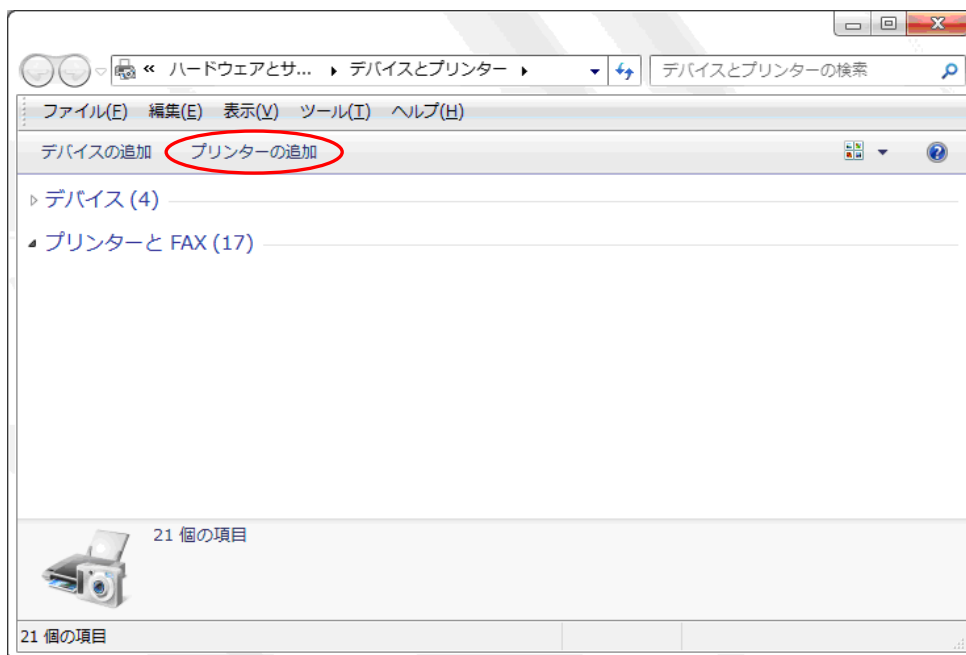 « ハードウェアとサ... ▸ デバイスとプリンター ▸ デバイスとプリンターの検索
ファイル(F) 編集(E) 表示(V) ツール(T) ヘルプ(H)
デバイスの追加 プリンターの追加
デバイス (4)
プリンターと FAX (17)
21 個の項目
21 個の項目